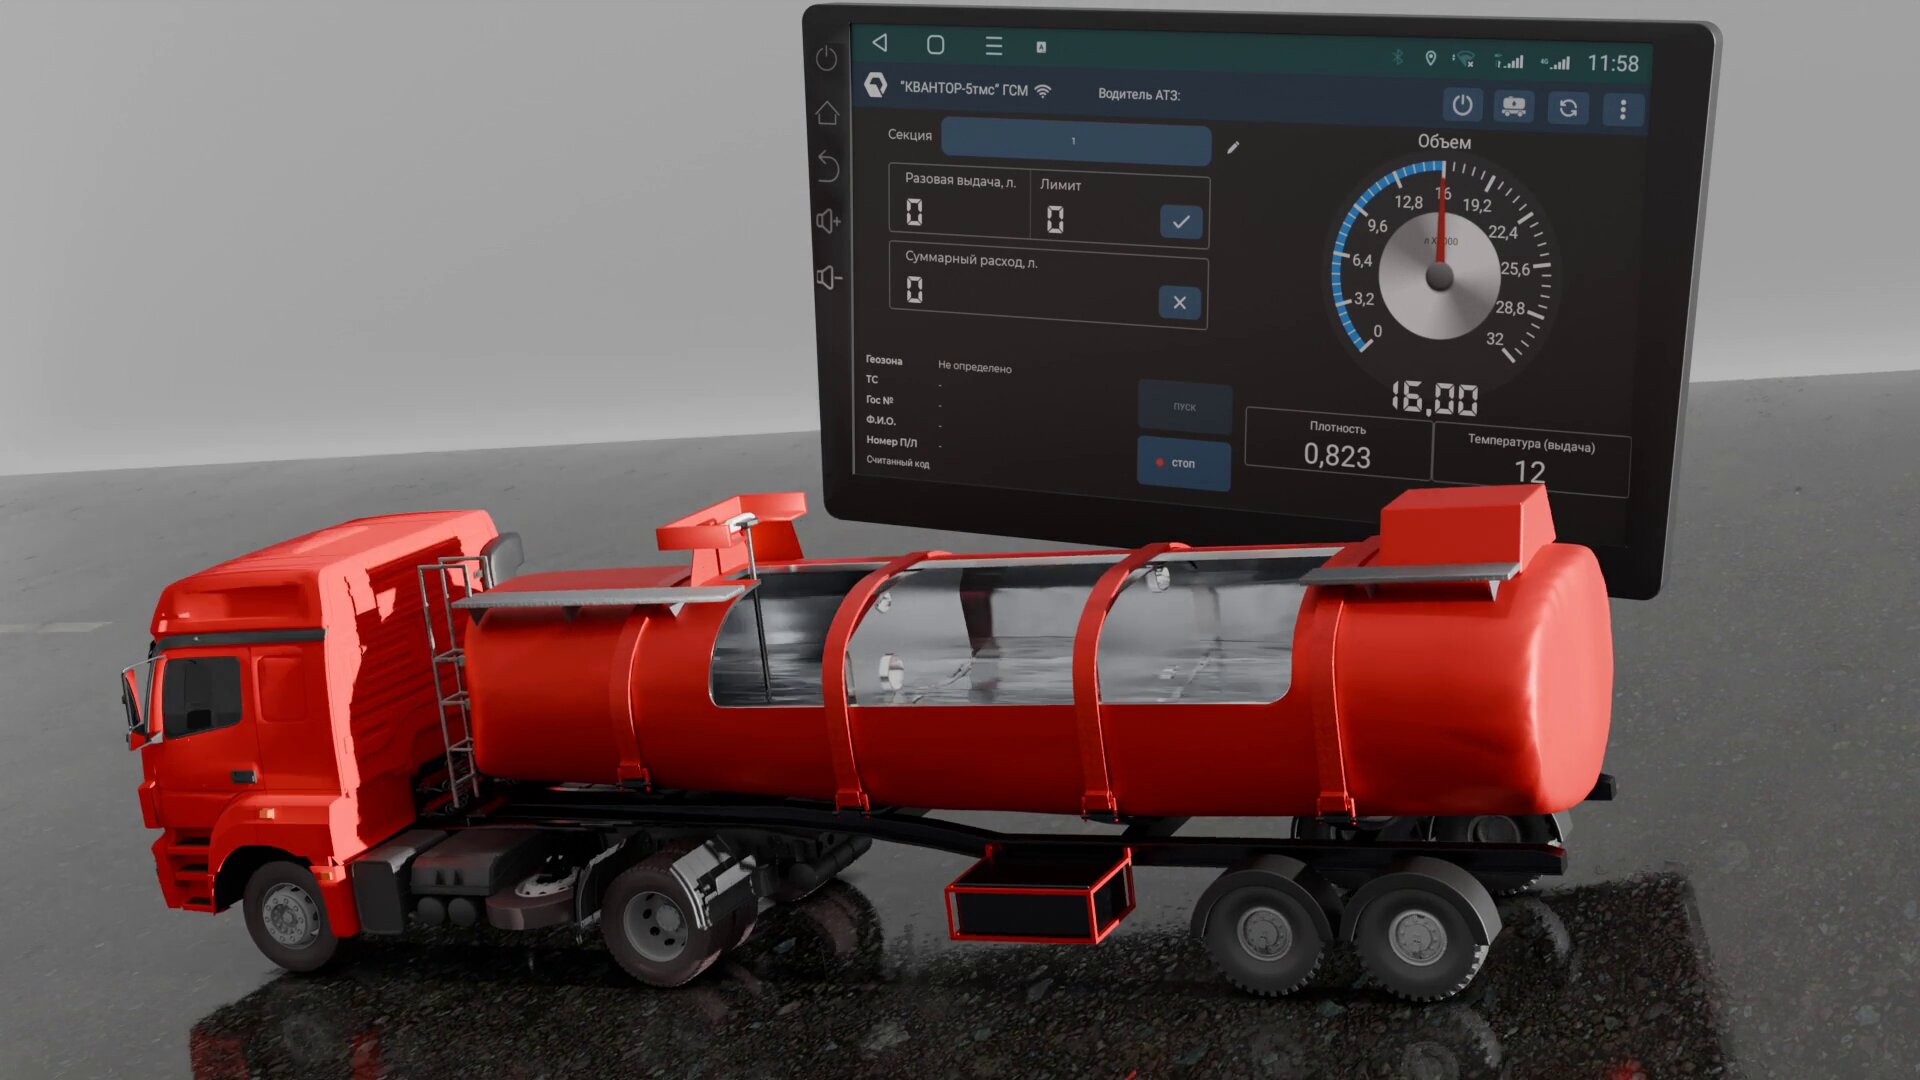 11:58
"КВАНТОР-5тмс" ГСМ
Водитель АТЗ:
Секция
1
Разовая выдача, л.
Лимит
0
0
Суммарный расход, л.
0
Геозона
Не определено
ТС
-
Гос №
-
Ф.И.О.
-
Номер П/Л
-
Считанный код
ПУСК
СТОП
Объем
0
3,2
6,4
9,6
12,8
16
19,2
22,4
25,6
28,8
32
16,00
Плотность
0,823
Температура (выдача)
12